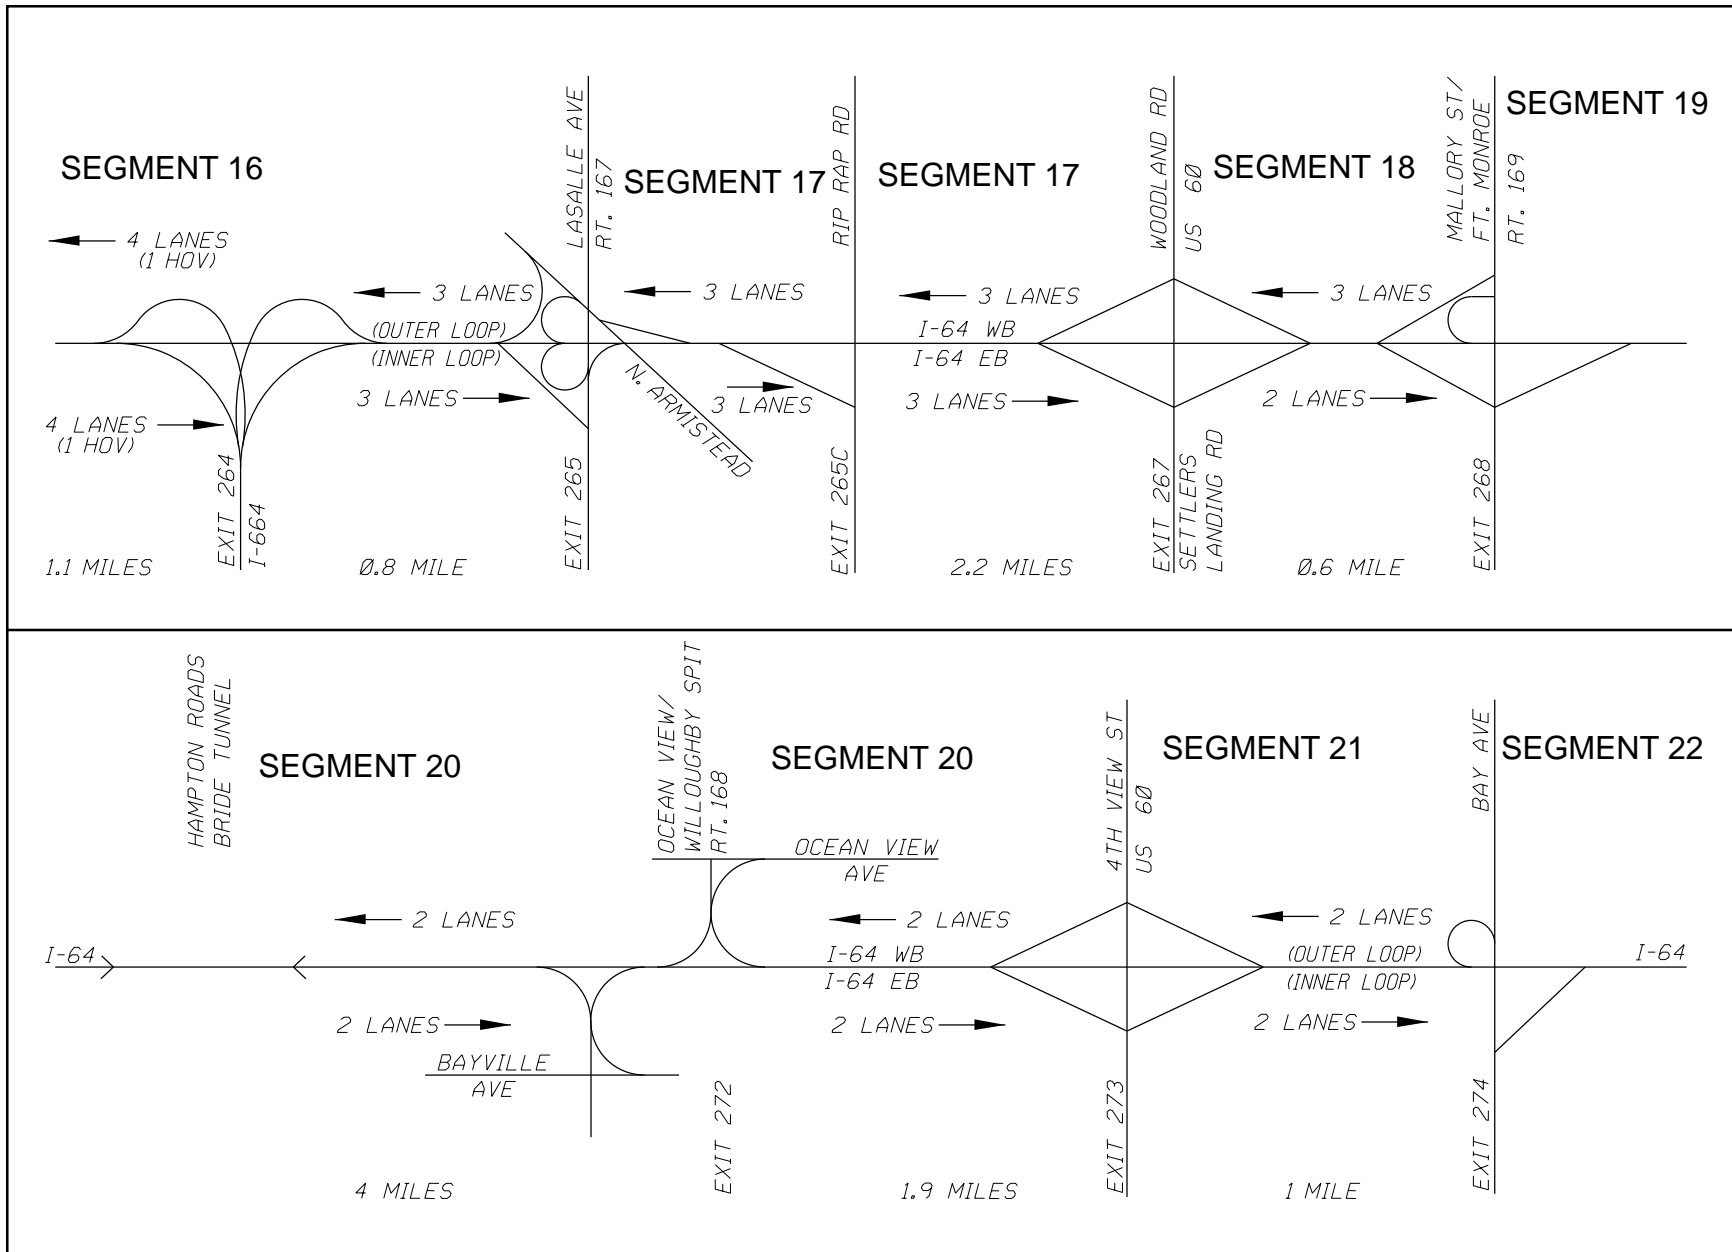 SEGMENT 16
LASALLE AVE
RT. 167
SEGMENT 17
RIP RAP RD
SEGMENT 17
WOODLAND RD
US 60
SEGMENT 18
MALLORY ST/
FT. MONROE
RT. 169
SEGMENT 19
4 LANES
(1 HOV)
3 LANES
3 LANES
3 LANES
3 LANES
(OUTER LOOP)
(INNER LOOP)
I-64 WB
I-64 EB
4 LANES
(1 HOV)
3 LANES
N. ARMISTEAD
3 LANES
3 LANES
2 LANES
EXIT 264
I-664
EXIT 265
EXIT 265C
EXIT 267
SETTLERS
LANDING RD
EXIT 268
1.1 MILES
0.8 MILE
2.2 MILES
0.6 MILE
HAMPTON ROADS
BRIDE TUNNEL
SEGMENT 20
OCEAN VIEW/
WILLOUGHBY SPIT
RT. 168
SEGMENT 20
4TH VIEW ST
US 60
SEGMENT 21
BAY AVE
SEGMENT 22
OCEAN VIEW
AVE
2 LANES
2 LANES
2 LANES
I-64
I-64 WB
I-64 EB
(OUTER LOOP)
(INNER LOOP)
I-64
2 LANES
2 LANES
2 LANES
BAYVILLE
AVE
EXIT 272
EXIT 273
EXIT 274
4 MILES
1.9 MILES
1 MILE